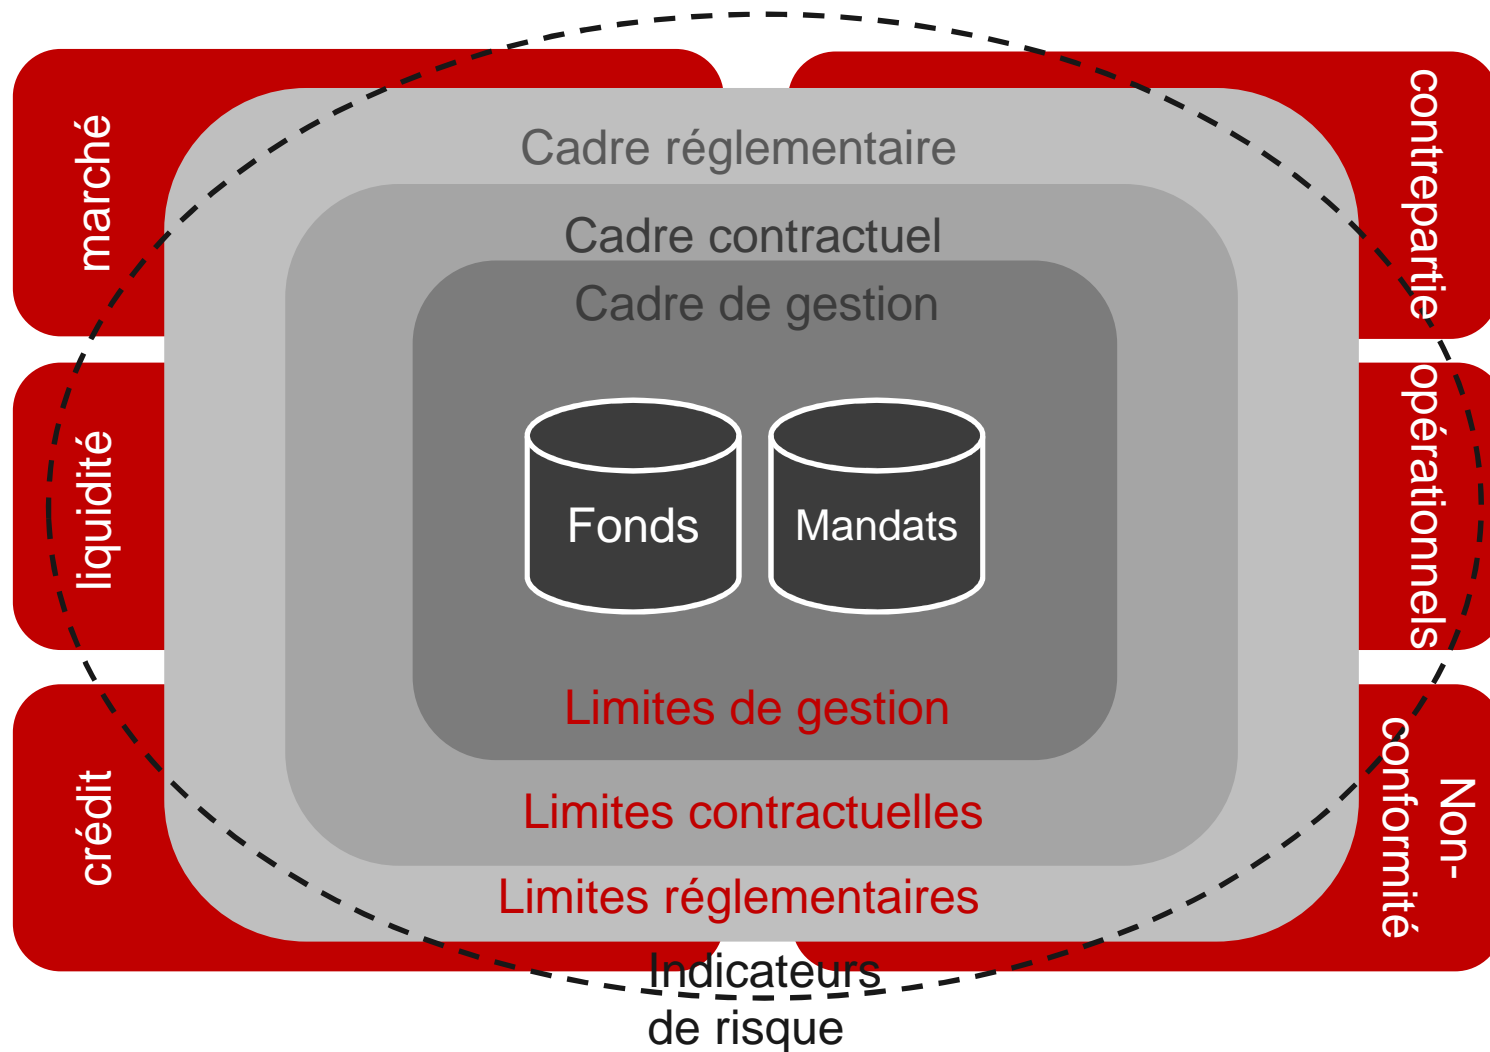 marché
liquidité
crédit
Cadre réglementaire
Cadre contractuel
Cadre de gestion
Fonds
Mandats
Limites de gestion
Limites contractuelles
Limites réglementaires
Indicateurs
de risque
contrepartie
opérationnels
Non-
conformité